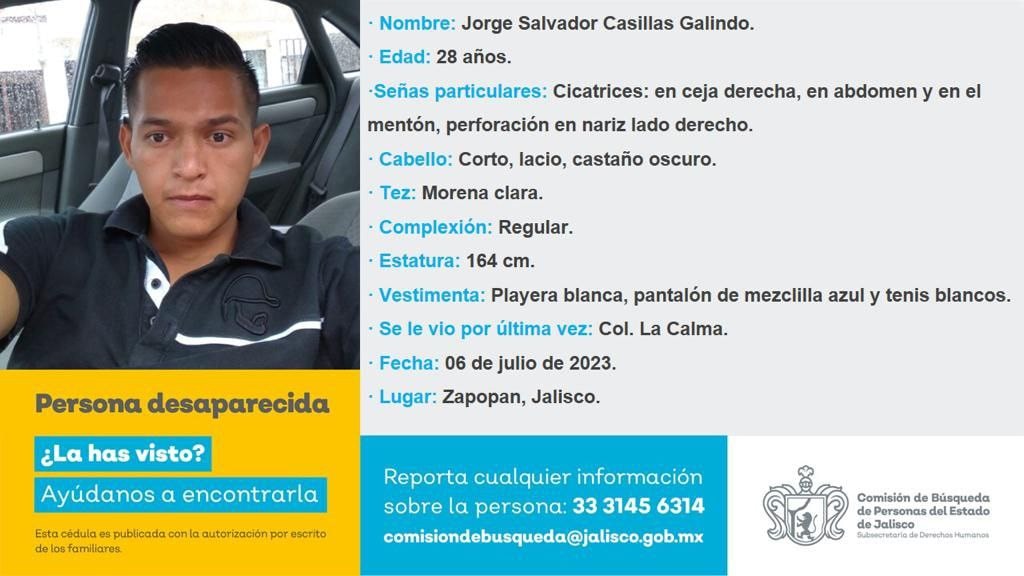 · Nombre: Jorge Salvador Casillas Galindo.
· Edad: 28 años.
·Señas particulares: Cicatrices: en ceja derecha, en abdomen y en el
mentón, perforación en nariz lado derecho.
· Cabello: Corto, lacio, castaño oscuro.
· Tez: Morena clara.
· Complexión: Regular.
· Estatura: 164 cm.
· Vestimenta: Playera blanca, pantalón de mezclilla azul y tenis blancos.
· Se le vio por última vez: Col. La Calma.
· Fecha: 06 de julio de 2023.
· Lugar: Zapopan, Jalisco.
Persona desaparecida
¿La has visto?
Ayúdanos a encontrarla
Esta cédula es publicada con la autorización por escrito
de los familiares.
Reporta cualquier información
sobre la persona: 33 3145 6314
comisiondebusqueda@jalisco.gob.mx
Comisión de Búsqueda
de Personas del Estado
de Jalisco
Subsecretaría de Derechos Humanos